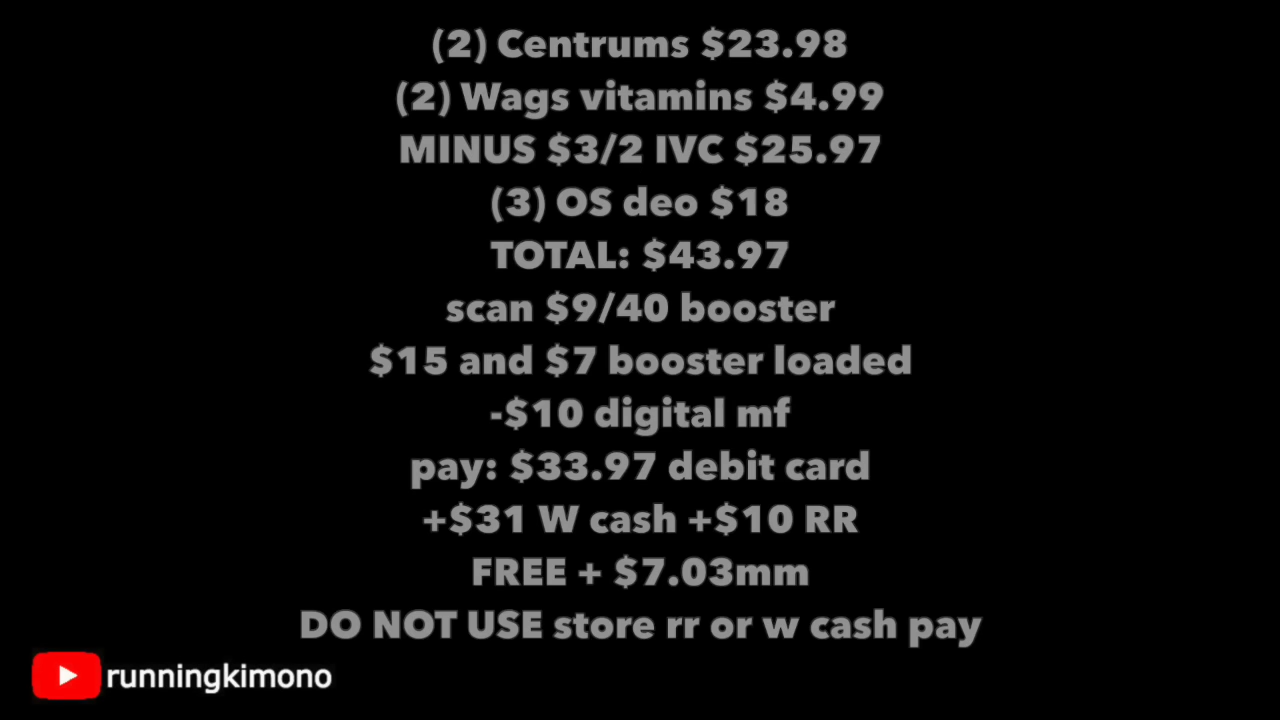 (2) Centrums $23.98
(2) Wags vitamins $4.99
MINUS $3/2 IVC $25.97
(3) OS deo $18
TOTAL: $43.97
scan $9/40 booster
$15 and $7 booster loaded
-$10 digital mf
pay: $33.97 debit card
+$31 W cash +$10 RR
FREE + $7.03mm
DO NOT USE store rr or w cash pay
runningkimono